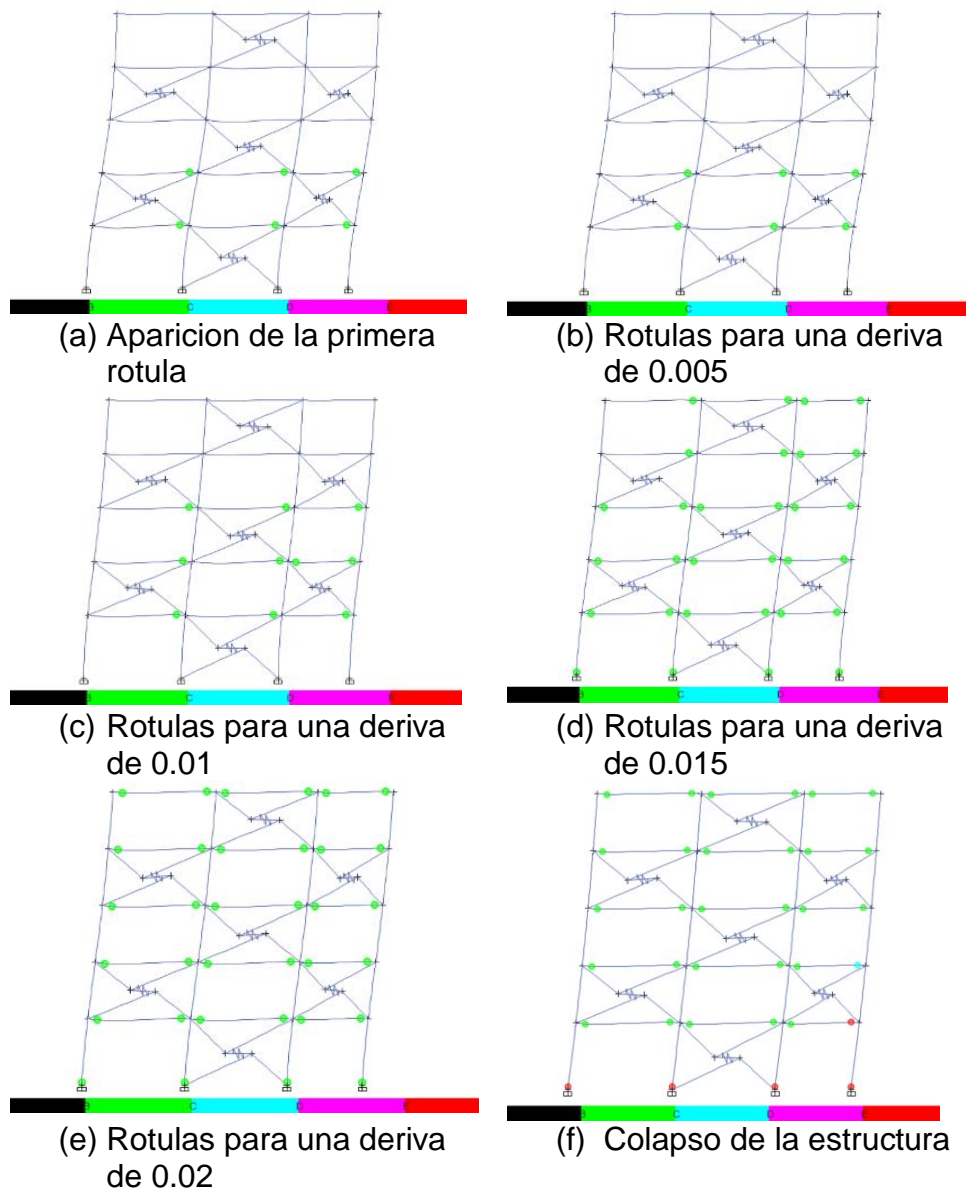 B C D E
B C D E
(a) Aparicion de la primera
rotula
(b) Rotulas para una deriva
de 0.005
B C D E
B C D E
(c) Rotulas para una deriva
de 0.01
(d) Rotulas para una deriva
de 0.015
B C D E
B C D E
(e) Rotulas para una deriva
de 0.02
(f) Colapso de la estructura